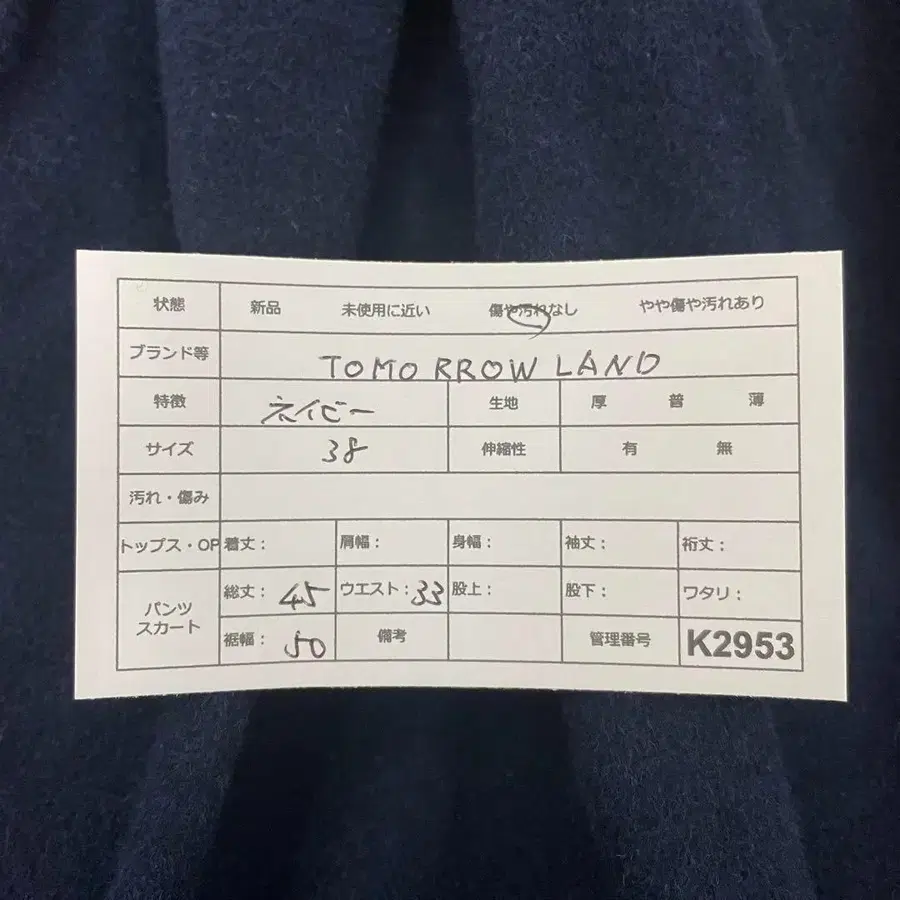 状態 新品 未使用に近い 傷や汚れなし やや傷や汚れあり
ブランド等 TOMORROW LAND
特徴 ネイビー 生地 厚 普 薄
サイズ 38 伸縮性 有 無
汚れ・傷み
トップス・OP 着丈: 肩幅: 身幅: 袖丈: 裄丈:
パンツ スカート 総丈: 45 ウエスト: 33 股上: 股下: ワタリ:
裾幅: 50 備考 管理番号 K2953